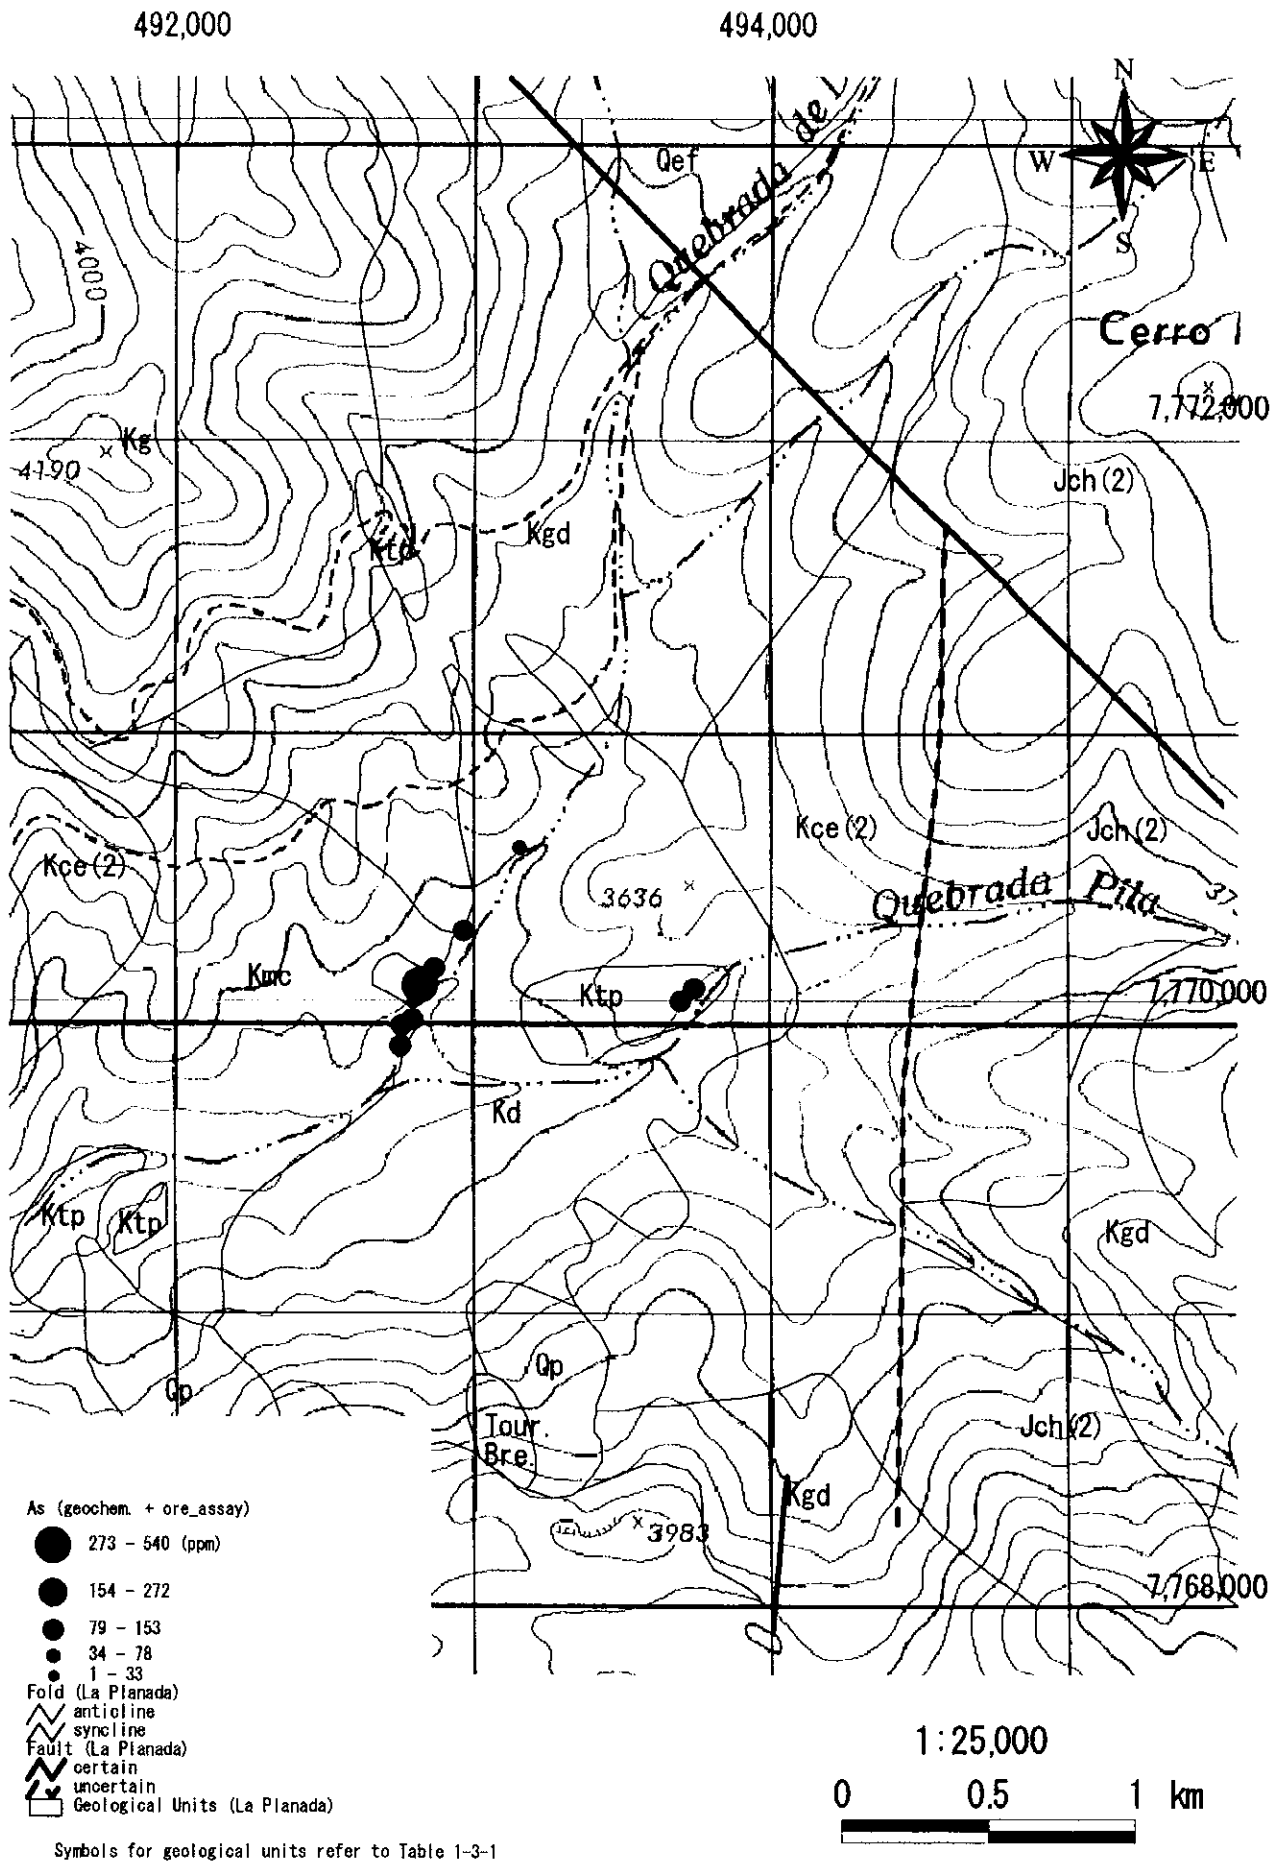 492,000 494,000
N
W E
S
Qef
Quebrada de
4000
Cerro
7,772,000
Kg
4190
Jch(2)
Kgd
Ktp
Kce(2)
Jch(2)
Kce(2)
3636
Quebrada Pila
37
Kmc
Ktp
7,770,000
Kd
Ktp
Ktp
Kgd
Qp
Qp
Tour.
Bre.
Jch(2)
Kgd
3983
7,768,000
As (geochem. + ore_assay)
273 - 540 (ppm)
154 - 272
79 - 153
34 - 78
1 - 33
Fold (La Planada)
anticline
syncline
Fault (La Planada)
certain
uncertain
Geological Units (La Planada)
1:25,000
0 0.5 1 km
Symbols for geological units refer to Table 1-3-1